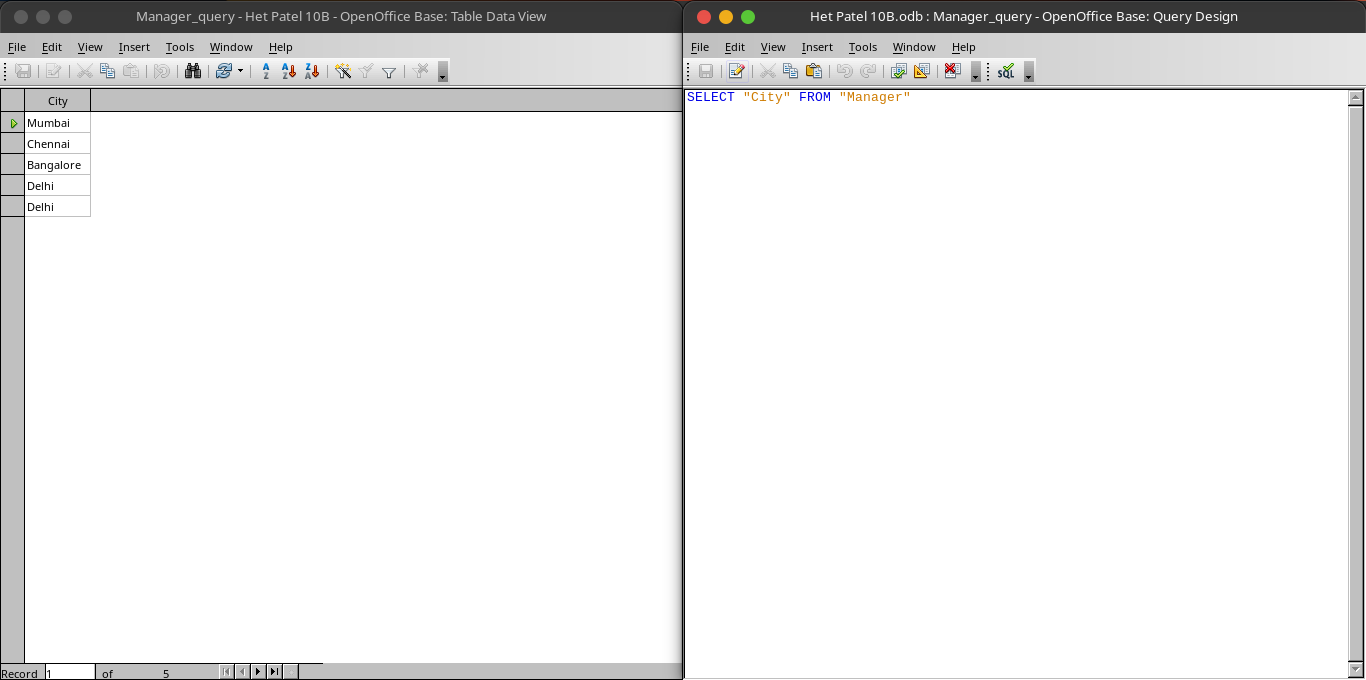 Manager_query - Het Patel 10B - OpenOffice Base: Table Data View
File Edit View Insert Tools Window Help
City
Mumbai
Chennai
Bangalore
Delhi
Delhi
Record 1 of 5
Het Patel 10B.odb : Manager_query - OpenOffice Base: Query Design
File Edit View Insert Tools Window Help
SQL
SELECT "City" FROM "Manager"